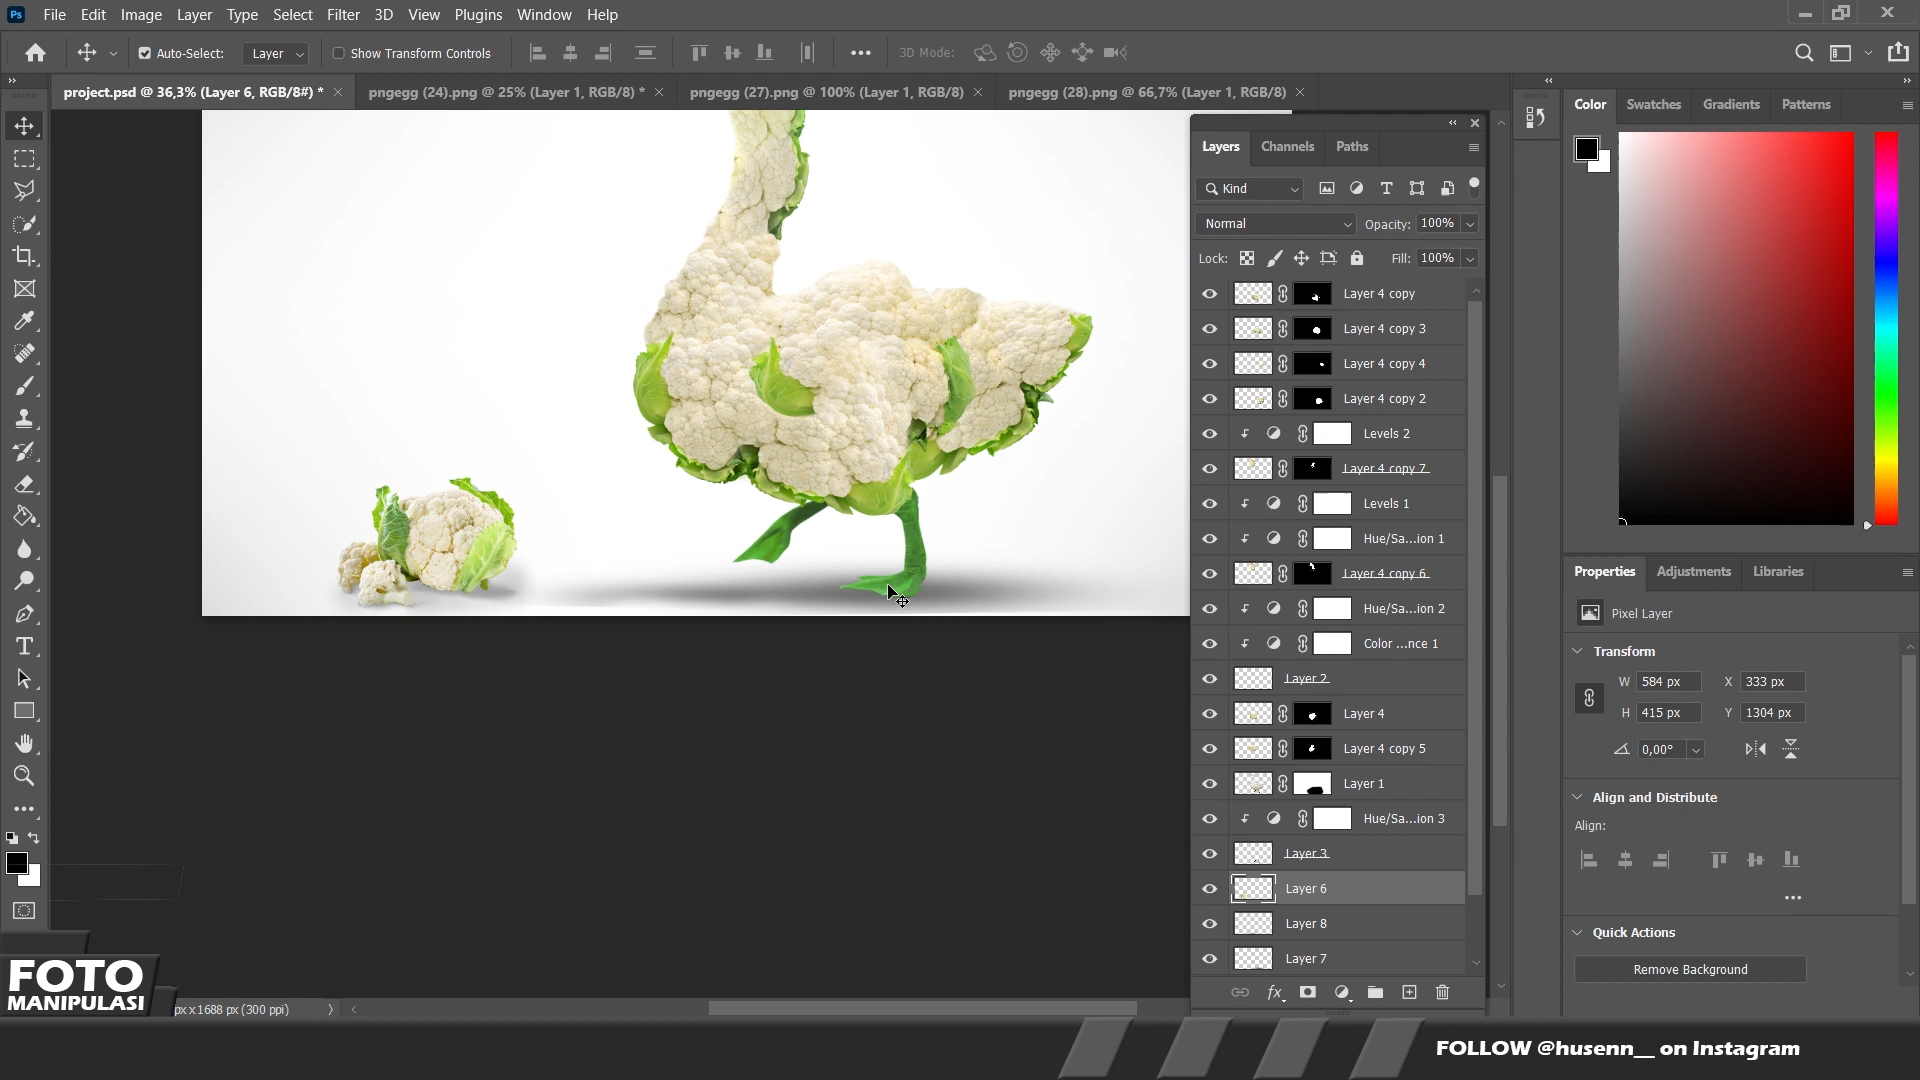 Ps File Edit Image Layer Type Select Filter 3D View Plugins Window Help
Auto-Select: Layer Show Transform Controls 3D Mode:
project.psd @ 36,3% (Layer 6, RGB/8#) * pngegg (24).png @ 25% (Layer 1, RGB/8) * pngegg (27).png @ 100% (Layer 1, RGB/8) pngegg (28).png @ 66,7% (Layer 1, RGB/8)
Color Swatches Gradients Patterns
Layers Channels Paths
Kind
Normal Opacity: 100%
Lock: Fill: 100%
Layer 4 copy
Layer 4 copy 3
Layer 4 copy 4
Layer 4 copy 2
Levels 2
Layer 4 copy 7
Levels 1
Hue/Sa...ion 1
Layer 4 copy 6
Hue/Sa...ion 2
Color ...nce 1
Layer 2
Layer 4
Layer 4 copy 5
Layer 1
Hue/Sa...ion 3
Layer 3
Layer 6
Layer 8
Layer 7
Properties Adjustments Libraries
Pixel Layer
Transform
W 584 px X 333 px
H 415 px Y 1304 px
0,00°
Align and Distribute
Align:
Quick Actions
Remove Background
FOTO
MANIPULASI
px x 1688 px (300 ppi)
FOLLOW @husenn__ on Instagram